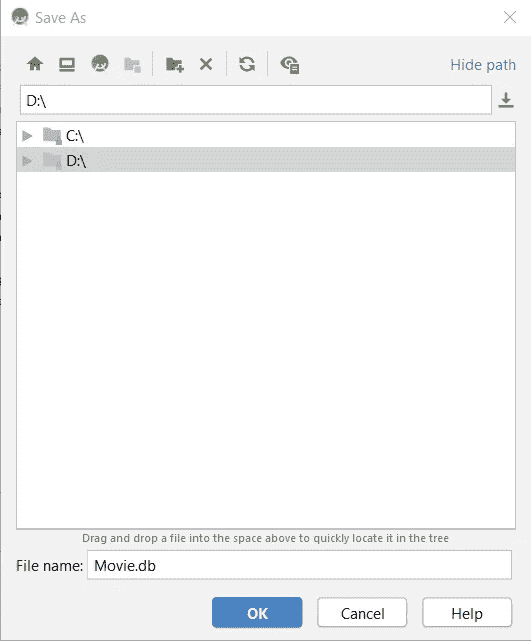 Save As
Hide path
D:\
C:\
D:\
Drag and drop a file into the space above to quickly locate it in the tree
File name: Movie.db
OK Cancel Help